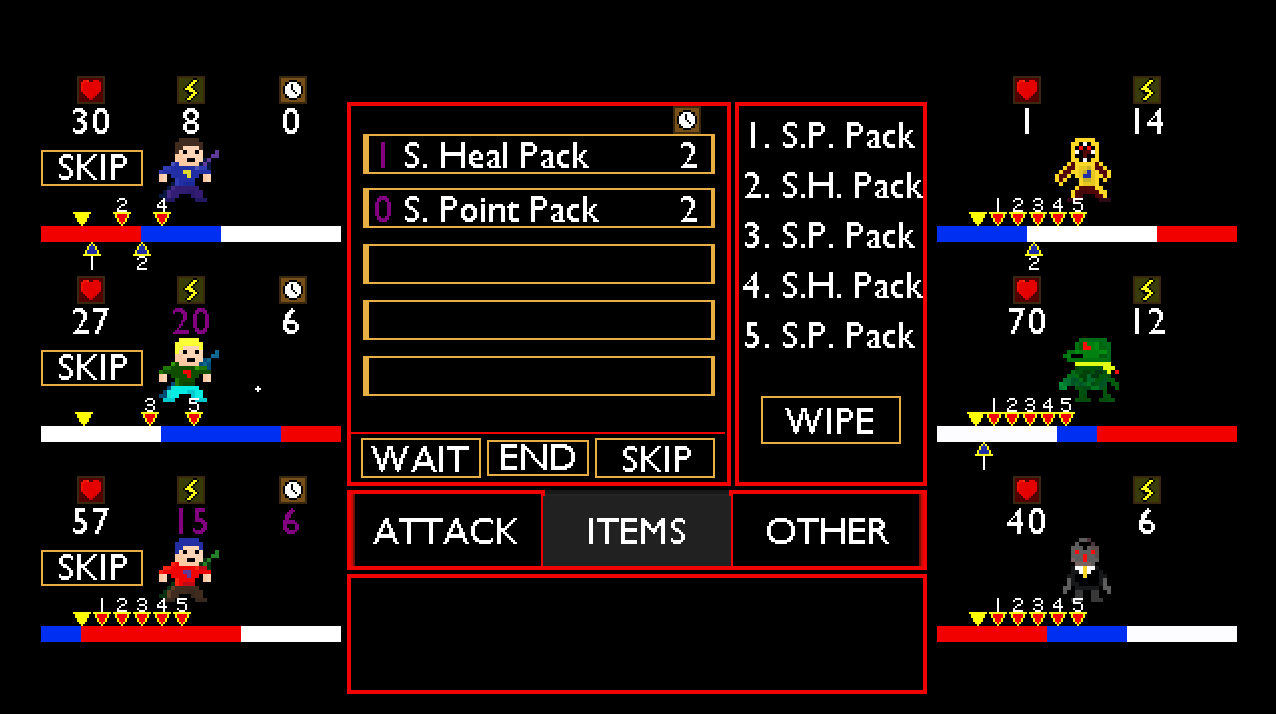 30 8 0
SKIP
2 4
1 2
27 20 6
SKIP
3 5
57 15 6
SKIP
1 2 3 4 5
1 S. Heal Pack 2
0 S. Point Pack 2
WAIT END SKIP
1. S.P. Pack
2. S.H. Pack
3. S.P. Pack
4. S.H. Pack
5. S.P. Pack
WIPE
ATTACK ITEMS OTHER
1 14
1 2 3 4 5
2
70 12
1 2 3 4 5
40 6
1 2 3 4 5